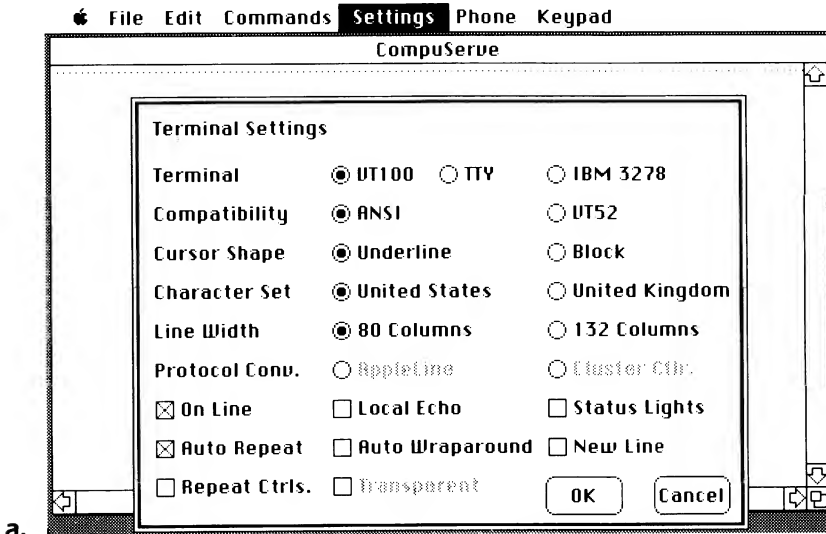 File Edit Commands Settings Phone Keypad
CompuServe
Terminal Settings
Terminal VT100 TTY IBM 3278
Compatibility ANSI VT52
Cursor Shape Underline Block
Character Set United States United Kingdom
Line Width 80 Columns 132 Columns
Protocol Conv. AppleLine Cluster Ctlr.
On Line Local Echo Status Lights
Auto Repeat Auto Wraparound New Line
Repeat Ctrls. Transparent OK Cancel
a.